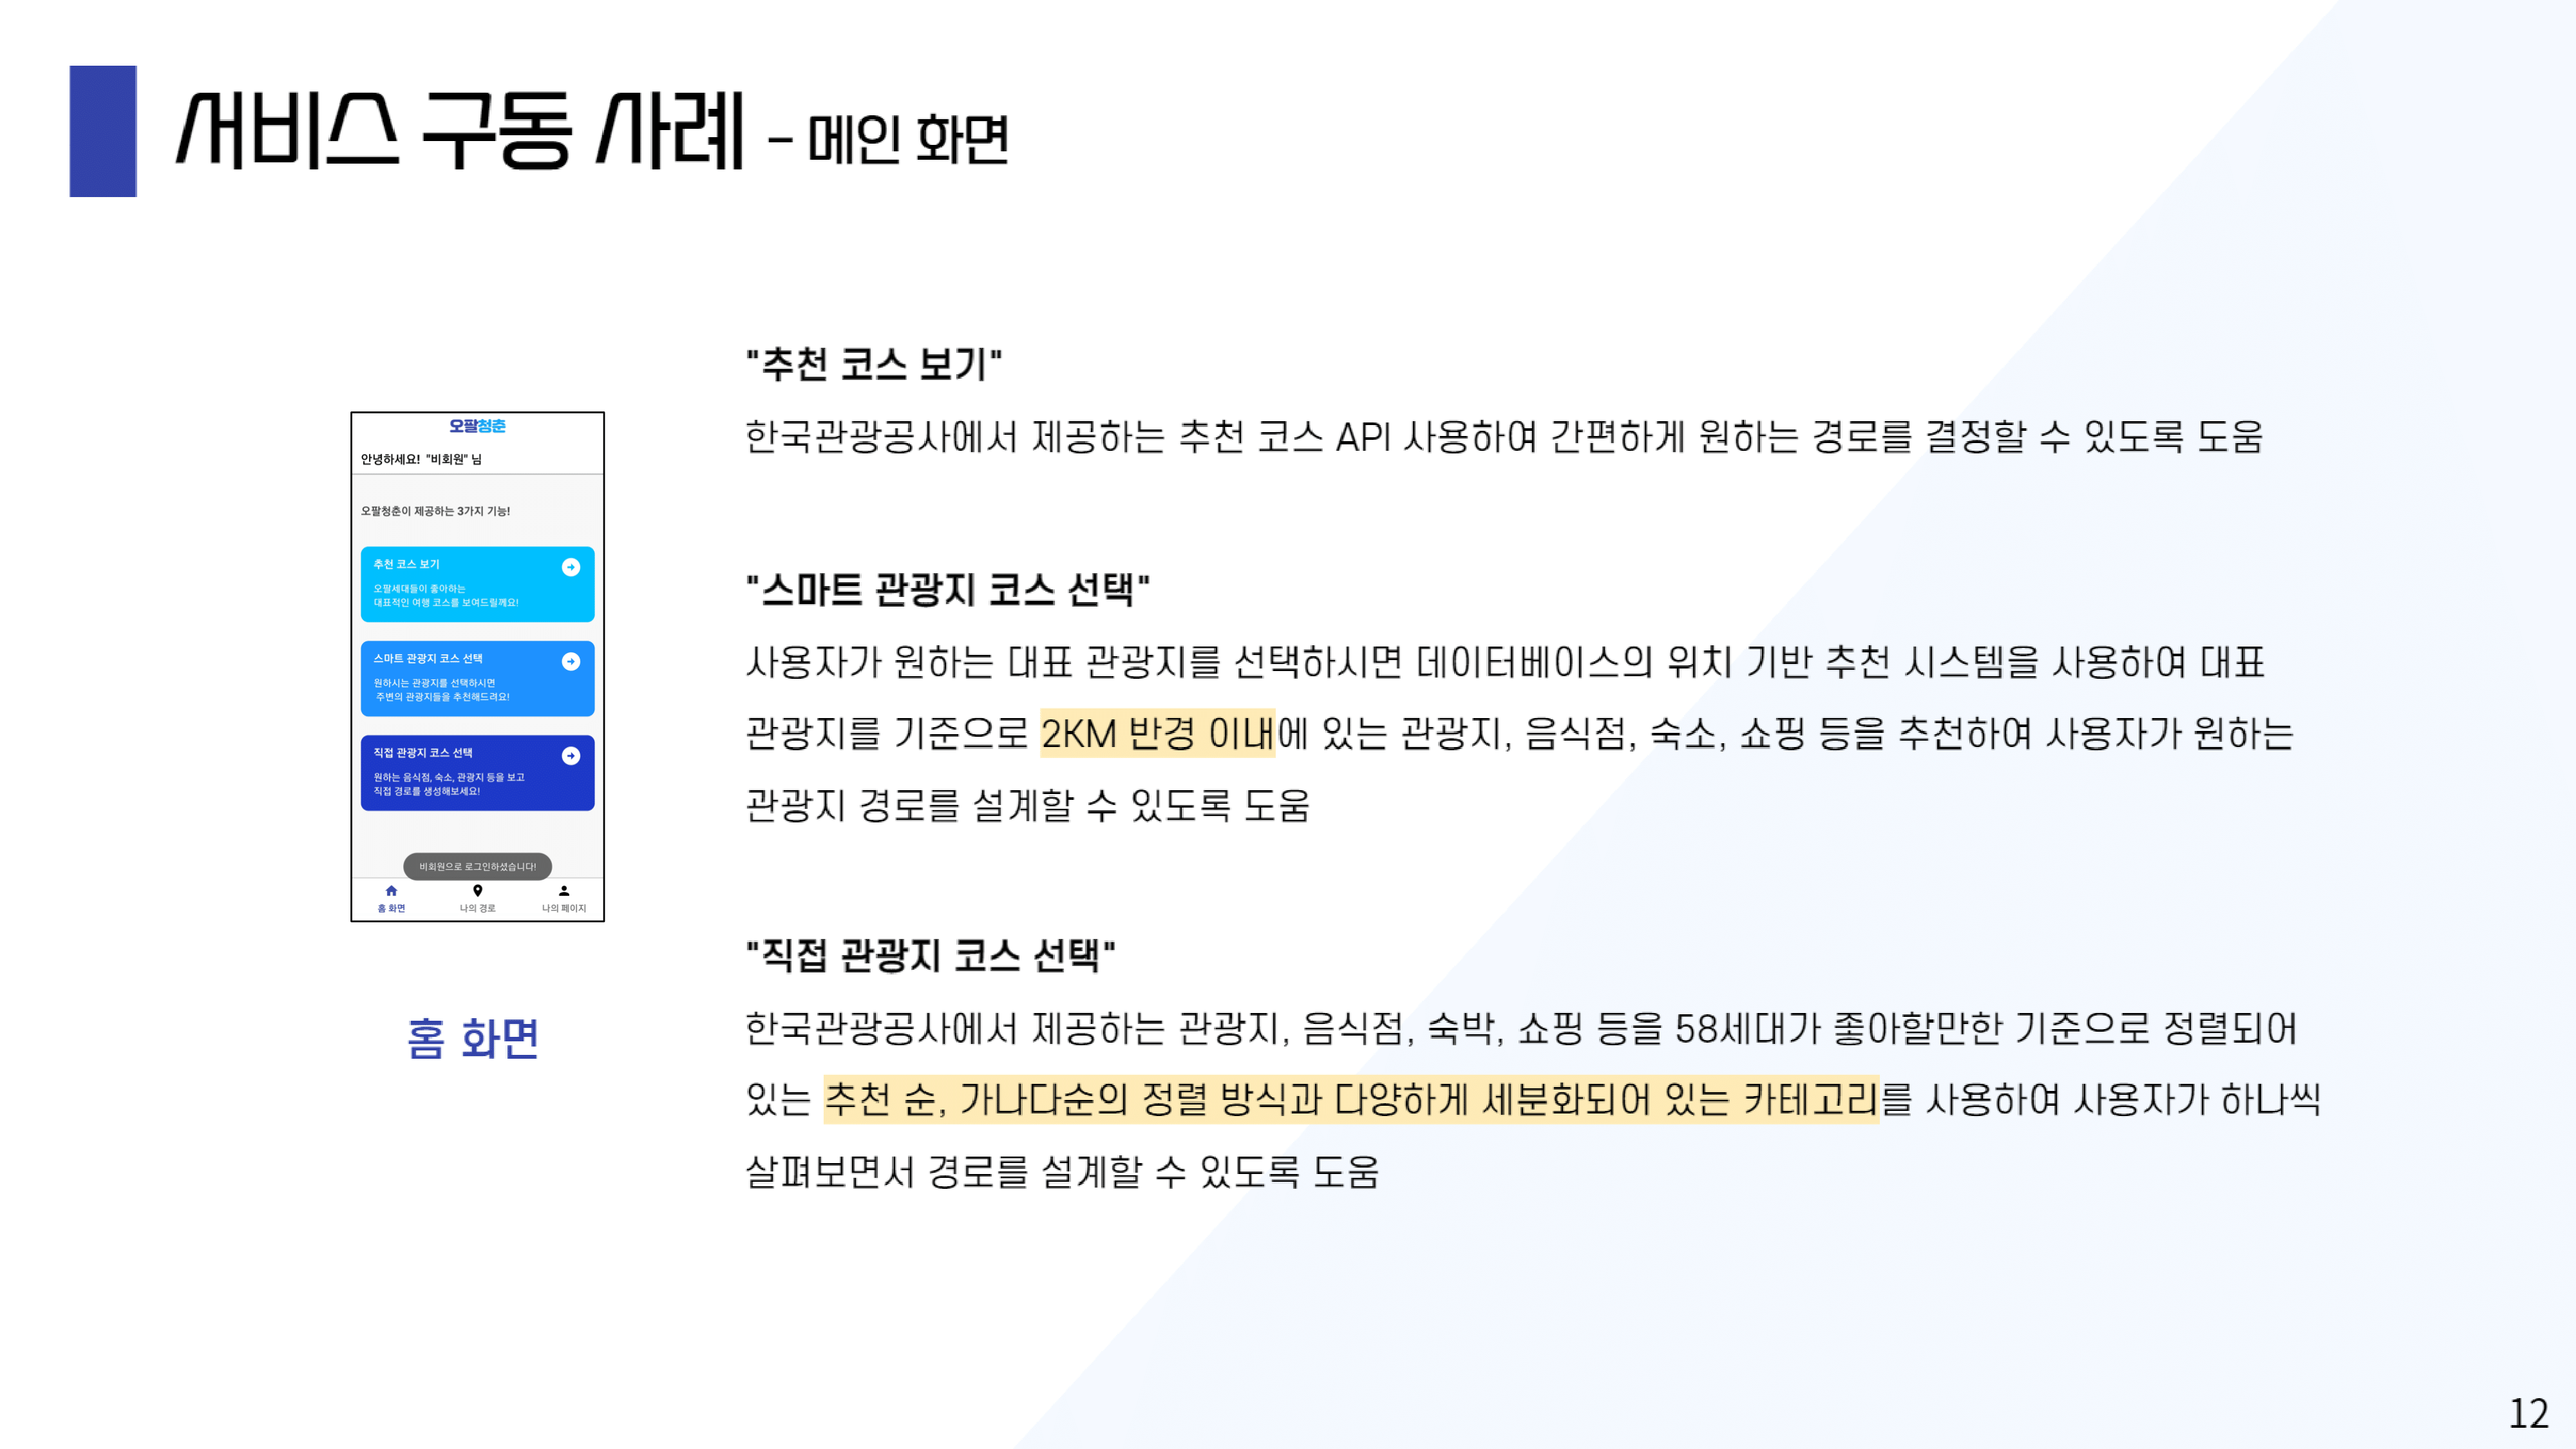 서비스 구동 사례 - 메인 화면
오팔청춘
안녕하세요! "비회원" 님
오팔청춘이 제공하는 3가지 기능!
추천 코스 보기
오팔세대들이 좋아하는
대표적인 여행 코스를 보여드릴께요!
스마트 관광지 코스 선택
원하시는 관광지를 선택하시면
주변의 관광지들을 추천해드려요!
직접 관광지 코스 선택
원하는 음식점, 숙소, 관광지 등을 보고
직접 경로를 생성해보세요!
비회원으로 로그인하셨습니다!
홈 화면 나의 경로 나의 페이지
홈 화면
"추천 코스 보기"
한국관광공사에서 제공하는 추천 코스 API 사용하여 간편하게 원하는 경로를 결정할 수 있도록 도움
"스마트 관광지 코스 선택"
사용자가 원하는 대표 관광지를 선택하시면 데이터베이스의 위치 기반 추천 시스템을 사용하여 대표
관광지를 기준으로 2KM 반경 이내에 있는 관광지, 음식점, 숙소, 쇼핑 등을 추천하여 사용자가 원하는
관광지 경로를 설계할 수 있도록 도움
"직접 관광지 코스 선택"
한국관광공사에서 제공하는 관광지, 음식점, 숙박, 쇼핑 등을 58세대가 좋아할만한 기준으로 정렬되어
있는 추천 순, 가나다순의 정렬 방식과 다양하게 세분화되어 있는 카테고리를 사용하여 사용자가 하나씩
살펴보면서 경로를 설계할 수 있도록 도움
12